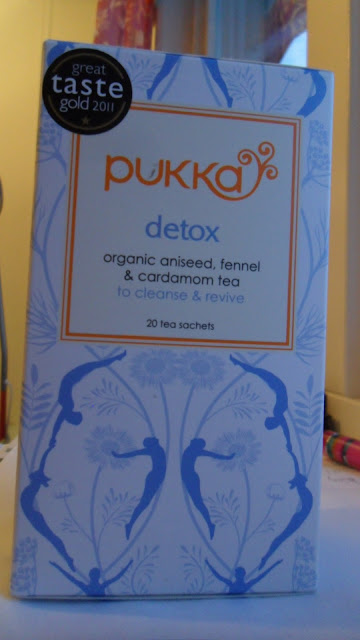 great
taste
gold 2011
pukka
detox
organic aniseed, fennel
& cardamom tea
to cleanse & revive
20 tea sachets